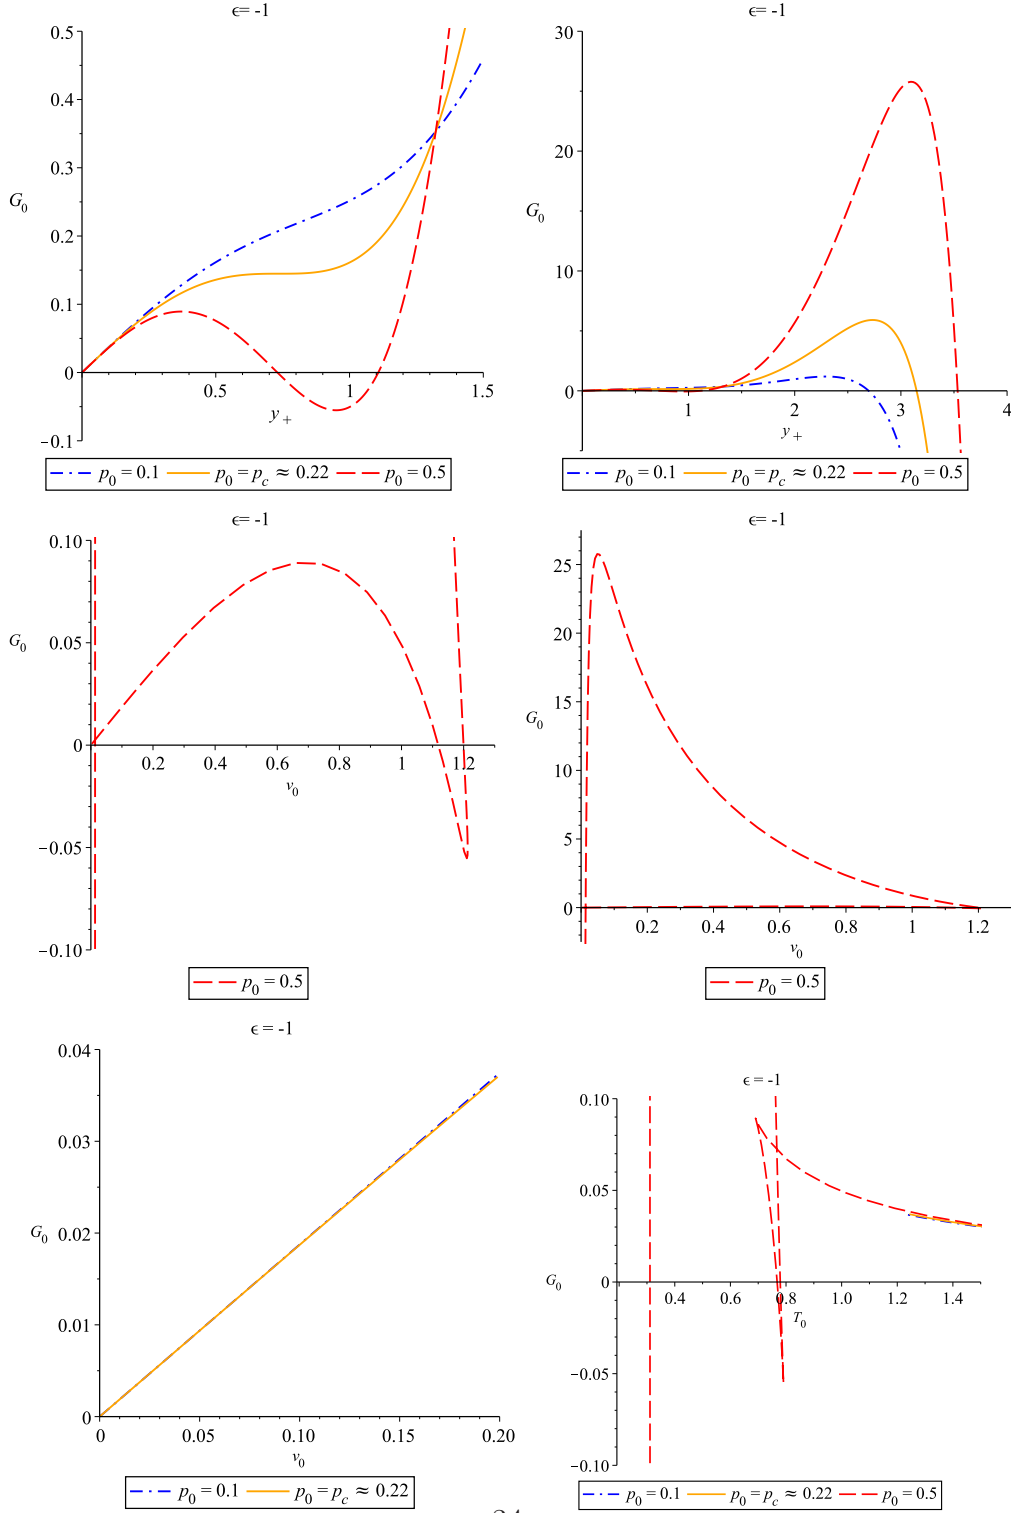 ϵ= -1
0.5
0.4
0.3
G₀
0.2
0.1
0
0.5
1
1.5
y₊
−0.1
p₀ = 0.1 p₀ = p_c ≈ 0.22 p₀ = 0.5
ϵ= -1
30
20
G₀
10
0
1
2
3
4
y₊
p₀ = 0.1 p₀ = p_c ≈ 0.22 p₀ = 0.5
ϵ= -1
0.10
G₀
0.05
0
0.2 0.4 0.6 0.8 1 1.2
v₀
−0.05
−0.10
p₀ = 0.5
ϵ= -1
25
20
G₀
15
10
5
0
0.2 0.4 0.6 0.8 1 1.2
v₀
p₀ = 0.5
ϵ = -1
0.04
0.03
G₀
0.02
0.01
0
0 0.05 0.10 0.15 0.20
v₀
p₀ = 0.1 p₀ = p_c ≈ 0.22
ϵ = -1
0.10
0.05
G₀
0
0.4 0.6 0.8 1.0 1.2 1.4
T₀
−0.05
−0.10
p₀ = 0.1 p₀ = p_c ≈ 0.22 p₀ = 0.5